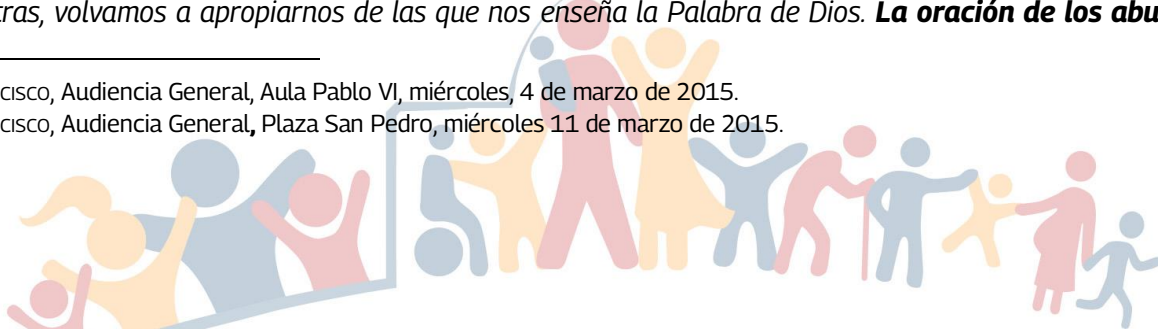 tras, volvamos a apropiarnos de las que nos enseña la Palabra de Dios. La oración de los abu
CISCO, Audiencia General, Aula Pablo VI, miércoles, 4 de marzo de 2015.
CISCO, Audiencia General, Plaza San Pedro, miércoles 11 de marzo de 2015.